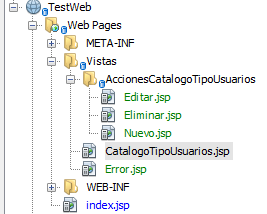 TestWeb
Web Pages
META-INF
Vistas
AccionesCatalogoTipoUsuarios
Editar.jsp
Eliminar.jsp
Nuevo.jsp
CatalogoTipoUsuarios.jsp
Error.jsp
WEB-INF
index.jsp